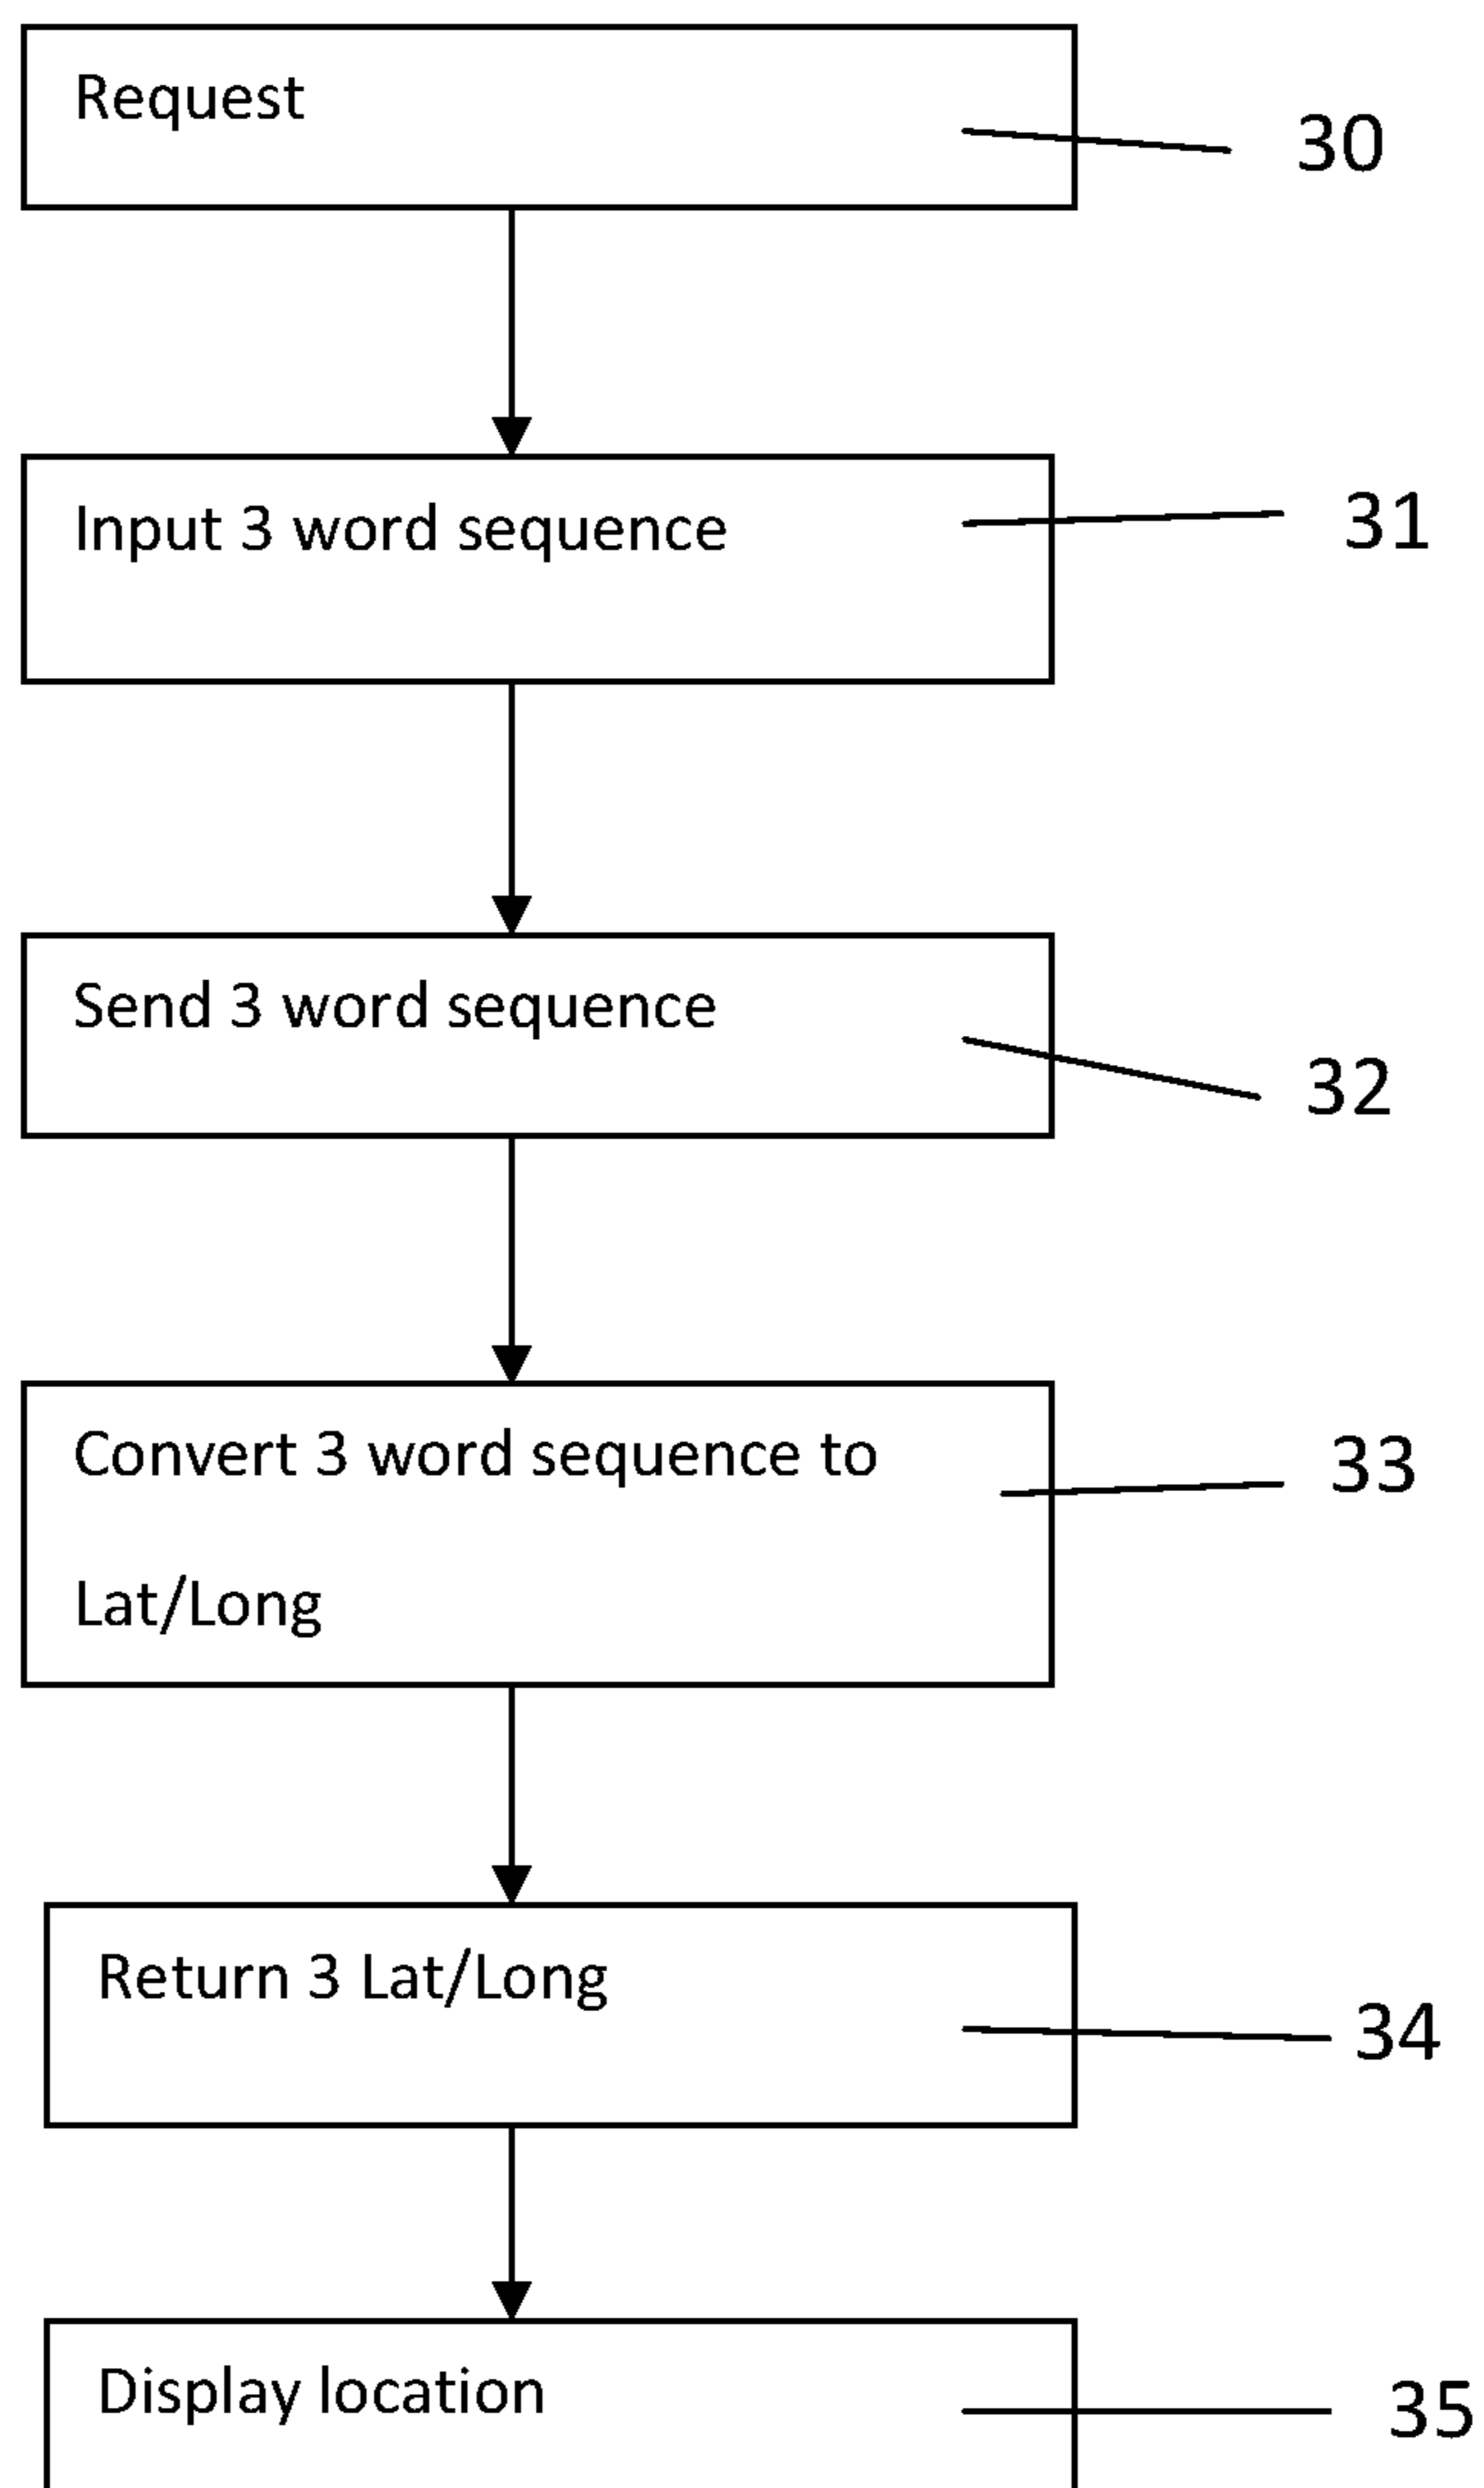 Request
30
Input 3 word sequence
31
Send 3 word sequence
32
Convert 3 word sequence to
33
Lat/Long
Return 3 Lat/Long
34
Display location
35